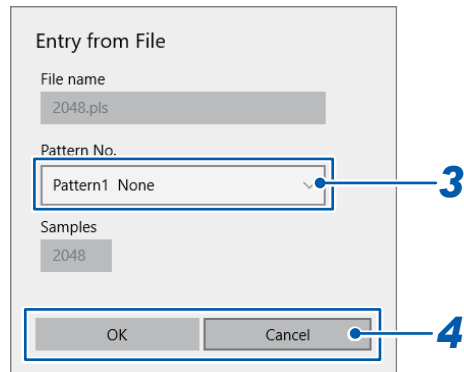 Entry from File
File name
2048.pls
Pattern No.
Pattern1 None
3
Samples
2048
OK Cancel
4